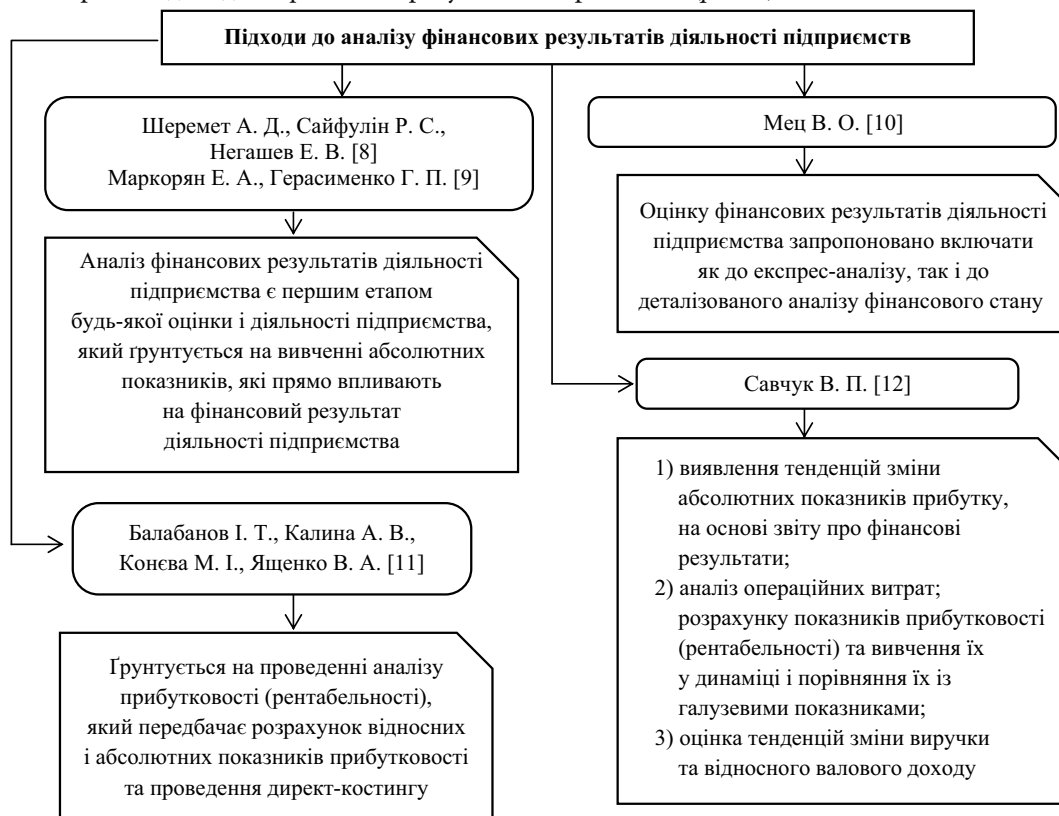 Підходи до аналізу фінансових результатів діяльності підприємств
Шеремет А. Д., Сайфулін Р. С.,
Негашев Е. В. [8]
Маркорян Е. А., Герасименко Г. П. [9]
Аналіз фінансових результатів діяльності
підприємства є першим етапом
будь-якої оцінки і діяльності підприємства,
який ґрунтується на вивченні абсолютних
показників, які прямо впливають
на фінансовий результат
діяльності підприємства
Балабанов І. Т., Калина А. В.,
Конєва М. І., Ященко В. А. [11]
Ґрунтується на проведенні аналізу
прибутковості (рентабельності),
який передбачає розрахунок відносних
і абсолютних показників прибутковості
та проведення директ-костингу
Мец В. О. [10]
Оцінку фінансових результатів діяльності
підприємства запропоновано включати
як до експрес-аналізу, так і до
деталізованого аналізу фінансового стану
Савчук В. П. [12]
1) виявлення тенденцій зміни
абсолютних показників прибутку,
на основі звіту про фінансові
результати;
2) аналіз операційних витрат;
розрахунку показників прибутковості
(рентабельності) та вивчення їх
у динаміці і порівняння їх із
галузевими показниками;
3) оцінка тенденцій зміни виручки
та відносного валового доходу